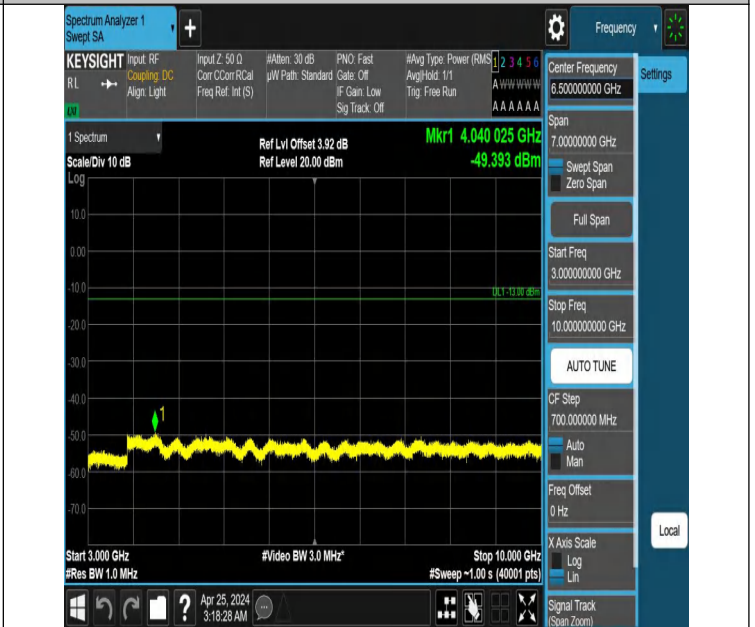 Spectrum Analyzer 1
Swept SA
+
Frequency
KEYSIGHT
RL
LXI
Input: RF
Coupling: DC
Align: Light
Input Z: 50 Ω
Corr CCorr RCal
Freq Ref: Int (S)
#Atten: 30 dB
µW Path: Standard
PNO: Fast
Gate: Off
IF Gain: Low
Sig Track: Off
#Avg Type: Power (RMS
Avg|Hold: 1/1
Trig: Free Run
1 2 3 4 5 6
A W W W W W
A A A A A A
1 Spectrum
Scale/Div 10 dB
Log
Ref Lvl Offset 3.92 dB
Ref Level 20.00 dBm
Mkr1 4.040 025 GHz
-49.393 dBm
10.0
0.00
-10.0
DL1 -13.00 dBm
-20.0
-30.0
-40.0
1
-50.0
-60.0
-70.0
Start 3.000 GHz
#Res BW 1.0 MHz
#Video BW 3.0 MHz*
Stop 10.000 GHz
#Sweep ~1.00 s (40001 pts)
?
Apr 25, 2024
3:18:28 AM
Center Frequency
6.500000000 GHz
Settings
Span
7.00000000 GHz
Swept Span
Zero Span
Full Span
Start Freq
3.000000000 GHz
Stop Freq
10.000000000 GHz
AUTO TUNE
CF Step
700.000000 MHz
Auto
Man
Freq Offset
0 Hz
X Axis Scale
Log
Lin
Local
Signal Track
(Span Zoom)